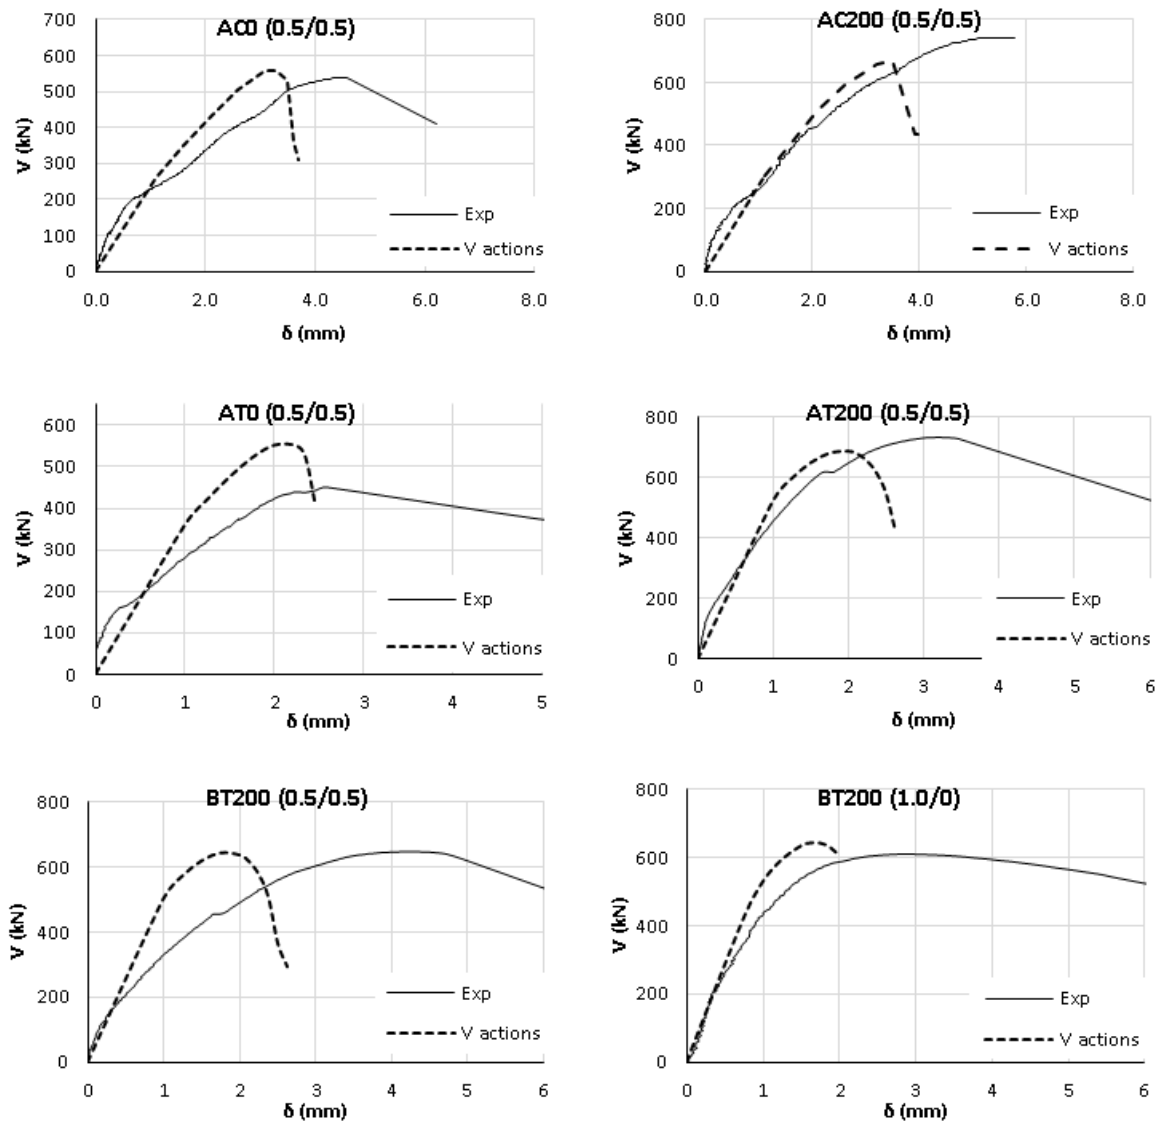 AC0 (0.5/0.5)
700
600
500
400
300
200
100
0
V (kN)
Exp
V actions
0.0 2.0 4.0 6.0 8.0
δ (mm)
AC200 (0.5/0.5)
800
600
400
200
0
V (kN)
Exp
V actions
0.0 2.0 4.0 6.0 8.0
δ (mm)
AT0 (0.5/0.5)
600
500
400
300
200
100
0
V (kN)
Exp
V actions
0 1 2 3 4 5
δ (mm)
AT200 (0.5/0.5)
800
600
400
200
0
V (kN)
Exp
V actions
0 1 2 3 4 5 6
δ (mm)
BT200 (0.5/0.5)
800
600
400
200
0
V (kN)
Exp
V actions
0 1 2 3 4 5 6
δ (mm)
BT200 (1.0/0)
800
600
400
200
0
V (kN)
Exp
V actions
0 1 2 3 4 5 6
δ (mm)